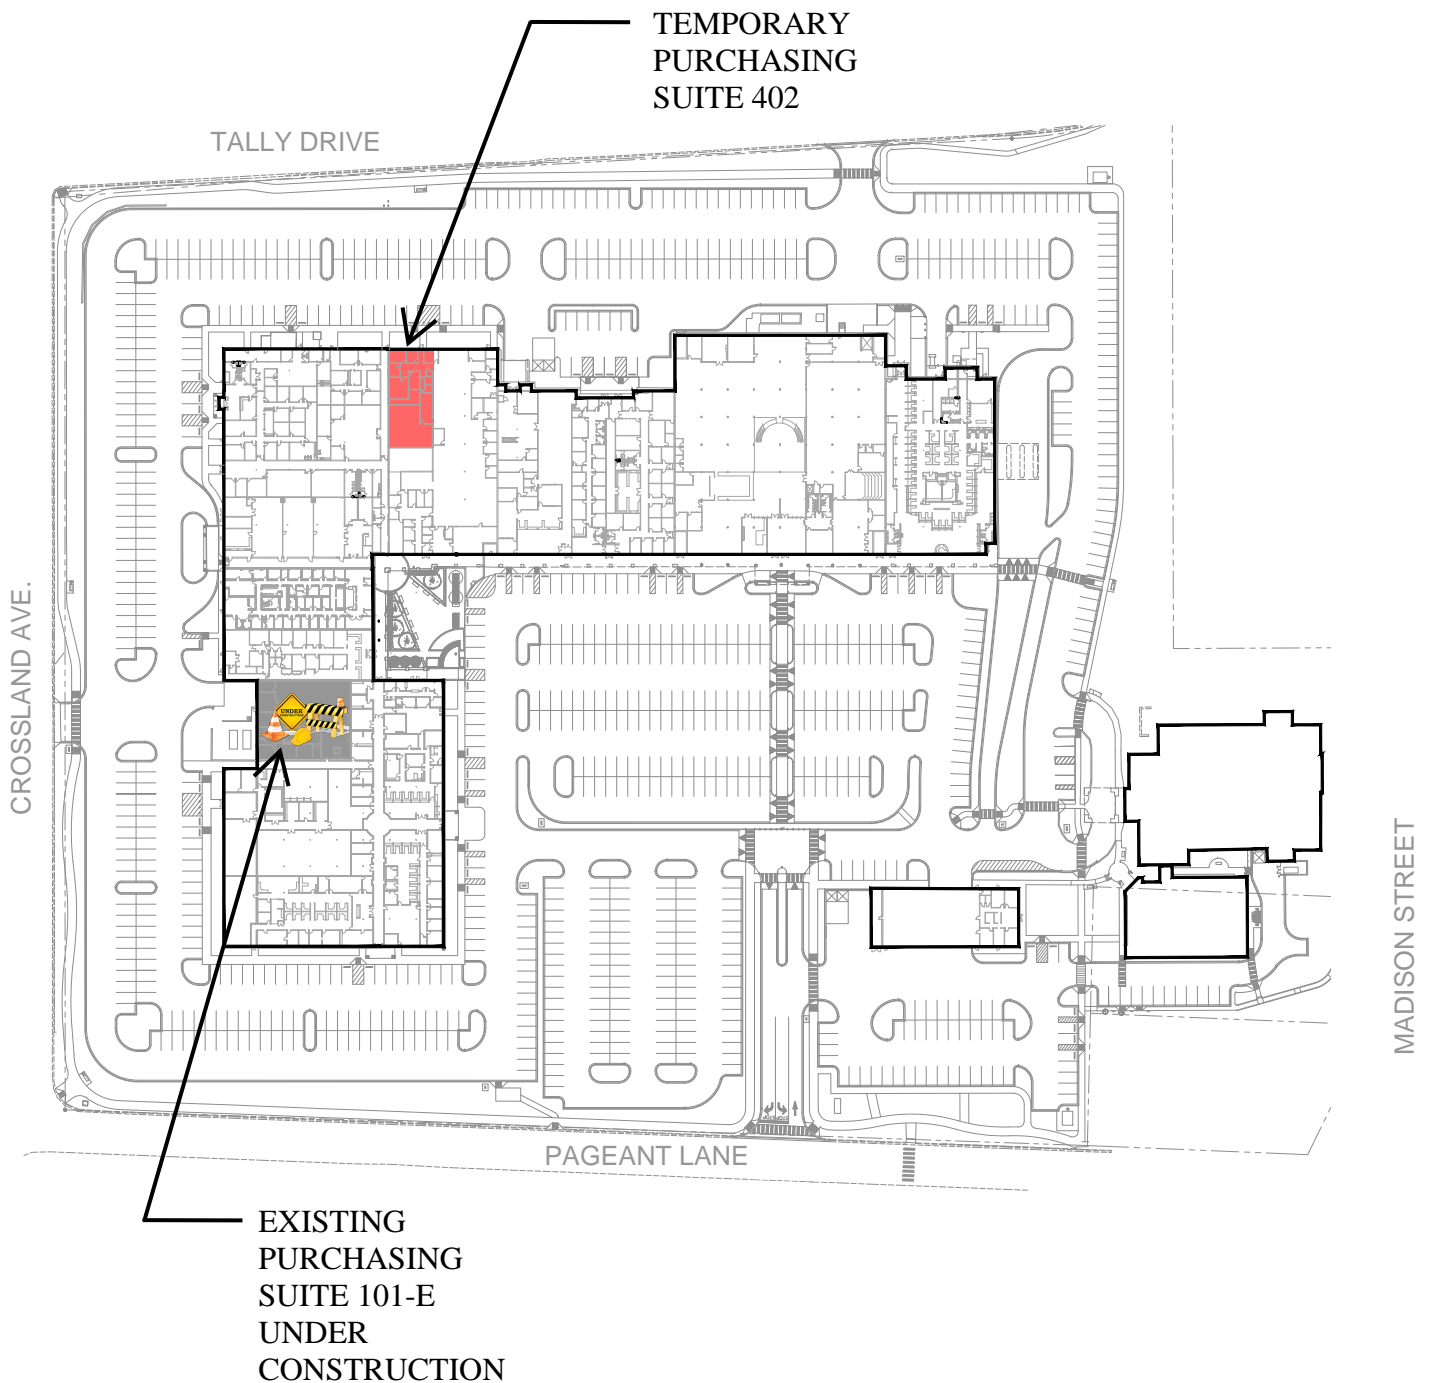 TEMPORARY
PURCHASING
SUITE 402
TALLY DRIVE
CROSSLAND AVE.
UNDER
CONSTRUCTION
MADISON STREET
PAGEANT LANE
EXISTING
PURCHASING
SUITE 101-E
UNDER
CONSTRUCTION